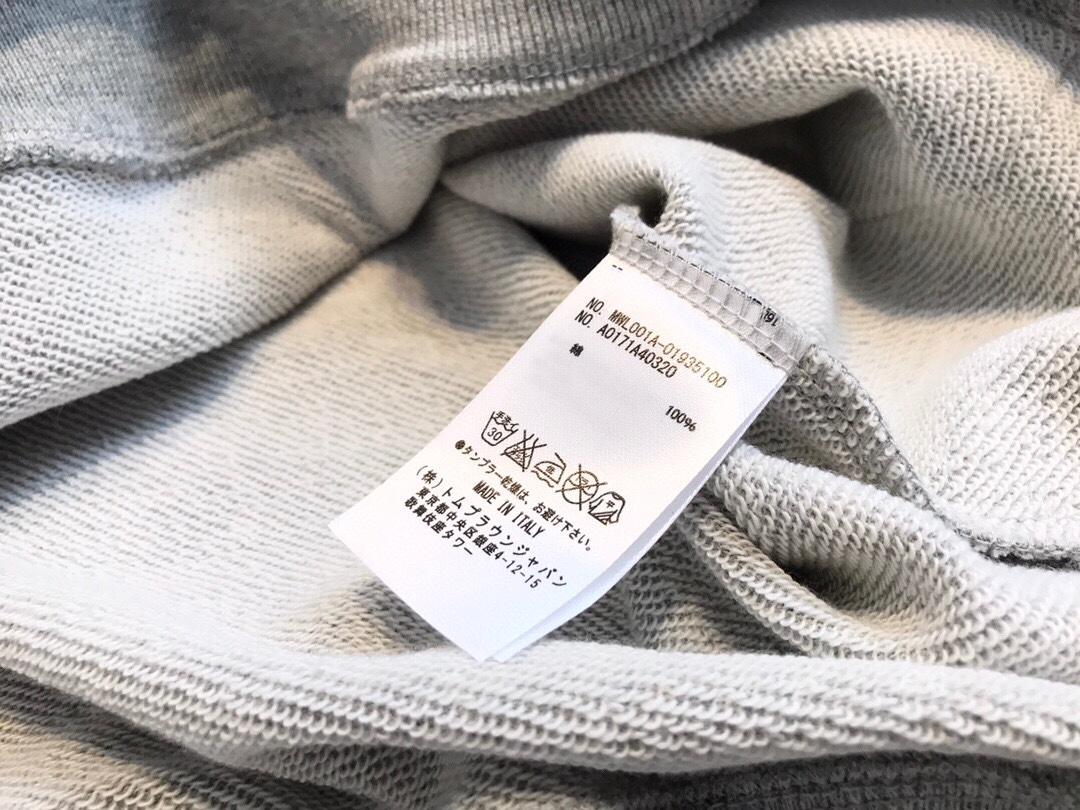 NO. MWL001A-01935100
NO. A0171A40320
綿 100%
手洗イ
30
低
●タンブラー乾燥は、お避け下さい。
MADE IN ITALY
(株)トムブラウンジャパン
東京都中央区銀座4-12-15
歌舞伎座タワー